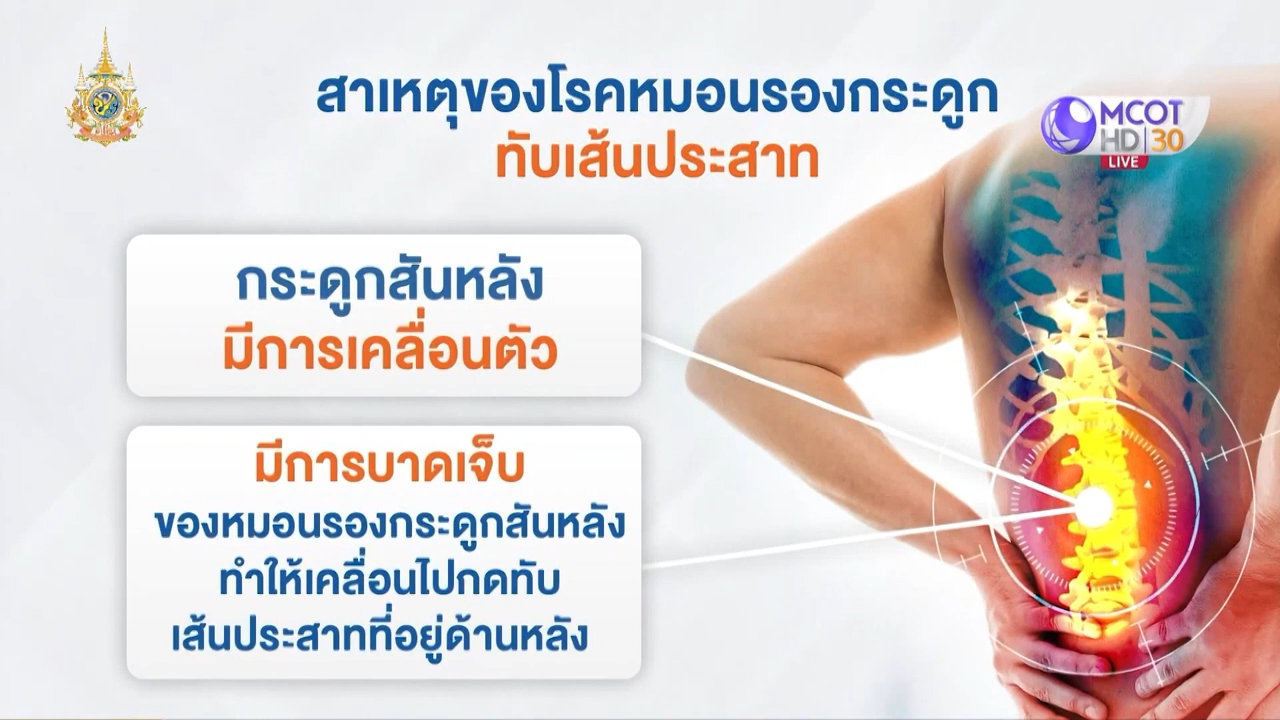 สาเหตุของโรคหมอนรองกระดูก
ทับเส้นประสาท
MCOT
HD 30
LIVE
กระดูกสันหลัง
มีการเคลื่อนตัว
มีการบาดเจ็บ
ของหมอนรองกระดูกสันหลัง
ทำให้เคลื่อนไปกดทับ
เส้นประสาทที่อยู่ด้านหลัง